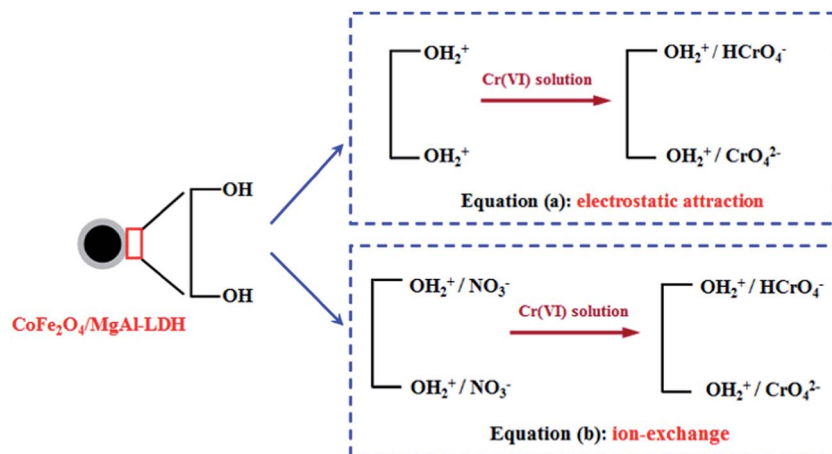 OH₂⁺
Cr(VI) solution
OH₂⁺ / HCrO₄⁻
OH₂⁺
OH₂⁺ / CrO₄²⁻
Equation (a): electrostatic attraction
OH
OH
CoFe₂O₄/MgAl-LDH
OH₂⁺ / NO₃⁻
Cr(VI) solution
OH₂⁺ / HCrO₄⁻
OH₂⁺ / NO₃⁻
OH₂⁺ / CrO₄²⁻
Equation (b): ion-exchange